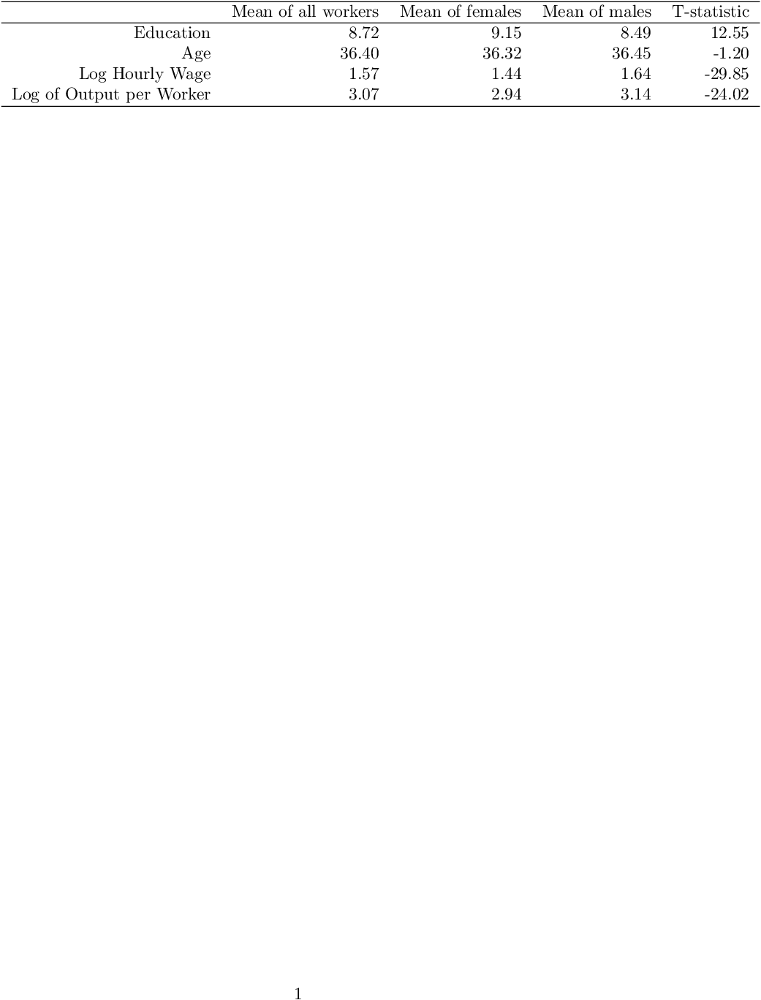 Mean of all workers Mean of females Mean of males T-statistic
Education 8.72 9.15 8.49 12.55
Age 36.40 36.32 36.45 -1.20
Log Hourly Wage 1.57 1.44 1.64 -29.85
Log of Output per Worker 3.07 2.94 3.14 -24.02
1